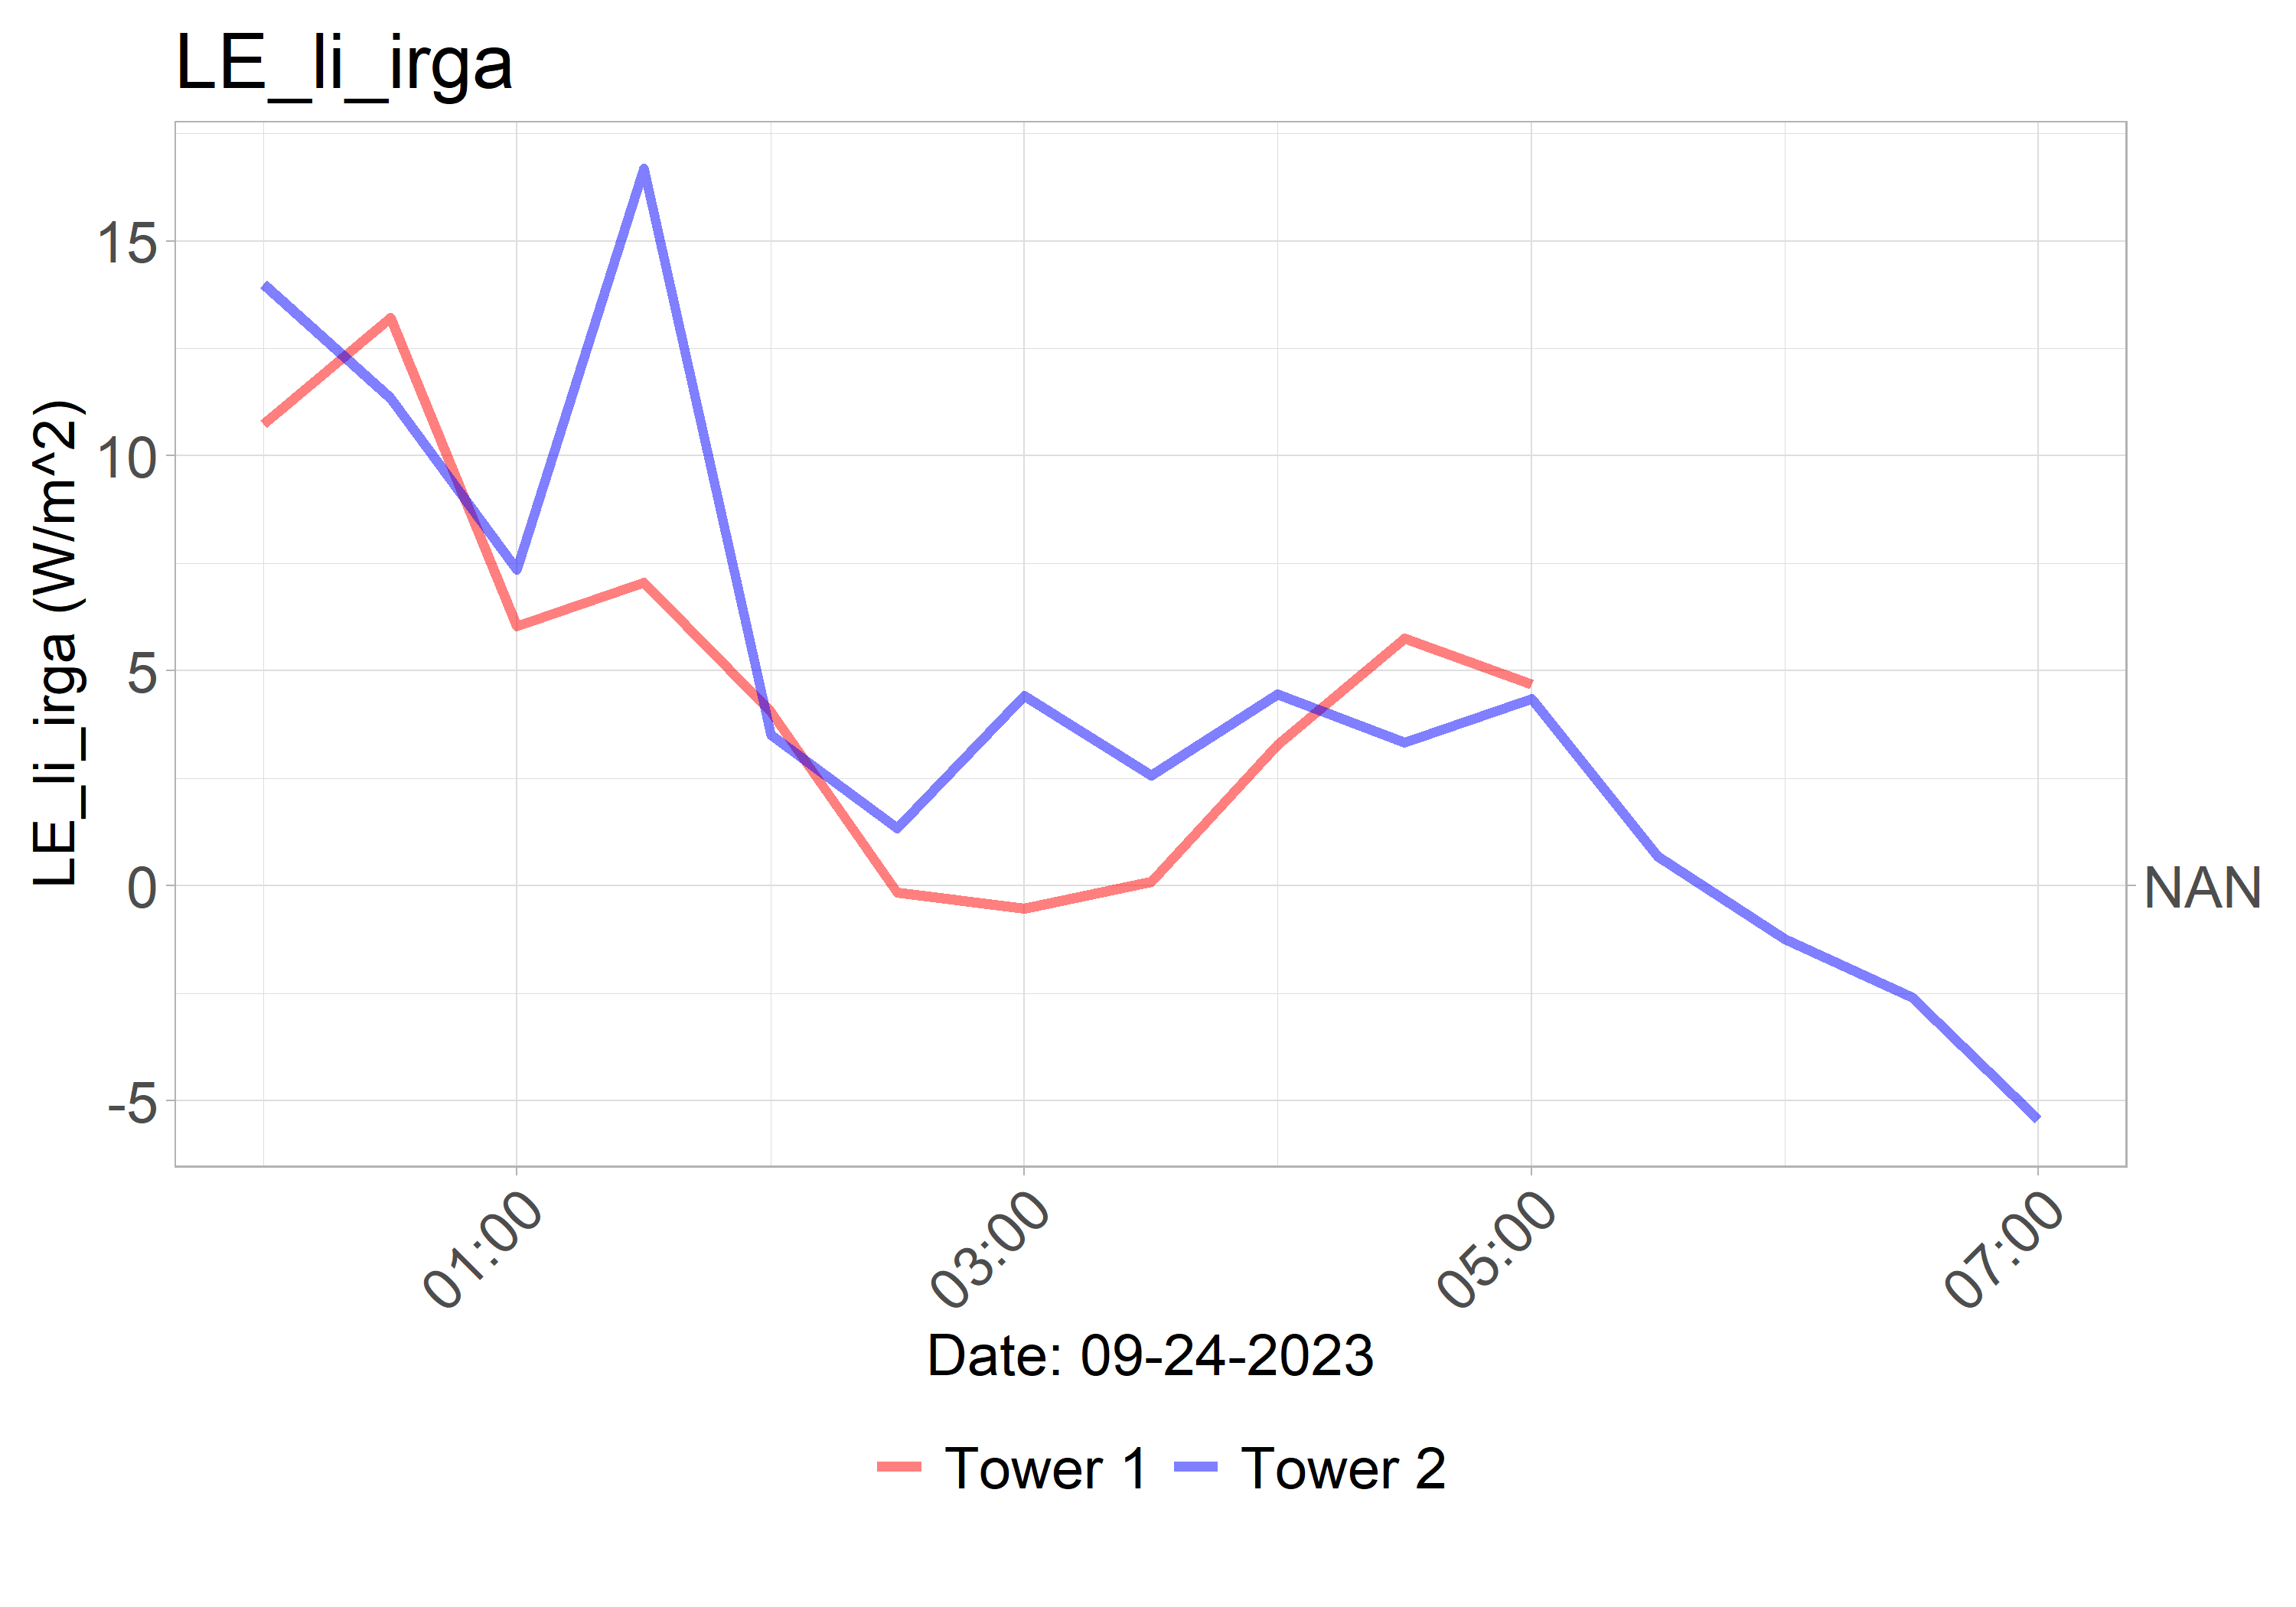 LE_li_irga
LE_li_irga (W/m^2)
15
10
5
0
-5
NAN
01:00
03:00
05:00
07:00
Date: 09-24-2023
Tower 1
Tower 2